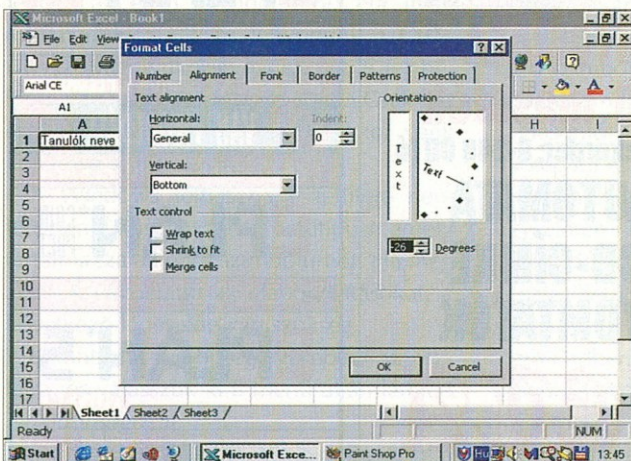 Microsoft Excel - Book1
File Edit View
Arial CE
A1
Format Cells
Number Alignment Font Border Patterns Protection
Text alignment
Horizontal:
General
Indent:
0
Vertical:
Bottom
Text control
Wrap text
Shrink to fit
Merge cells
Orientation
Text
Text
-26 Degrees
OK Cancel
A H I
1 Tanulók neve
2
3
4
5
6
7
8
9
10
11
12
13
14
15
16
17
Sheet1 Sheet2 Sheet3
Ready NUM
Start Microsoft Exce... Paint Shop Pro Hu 13:45